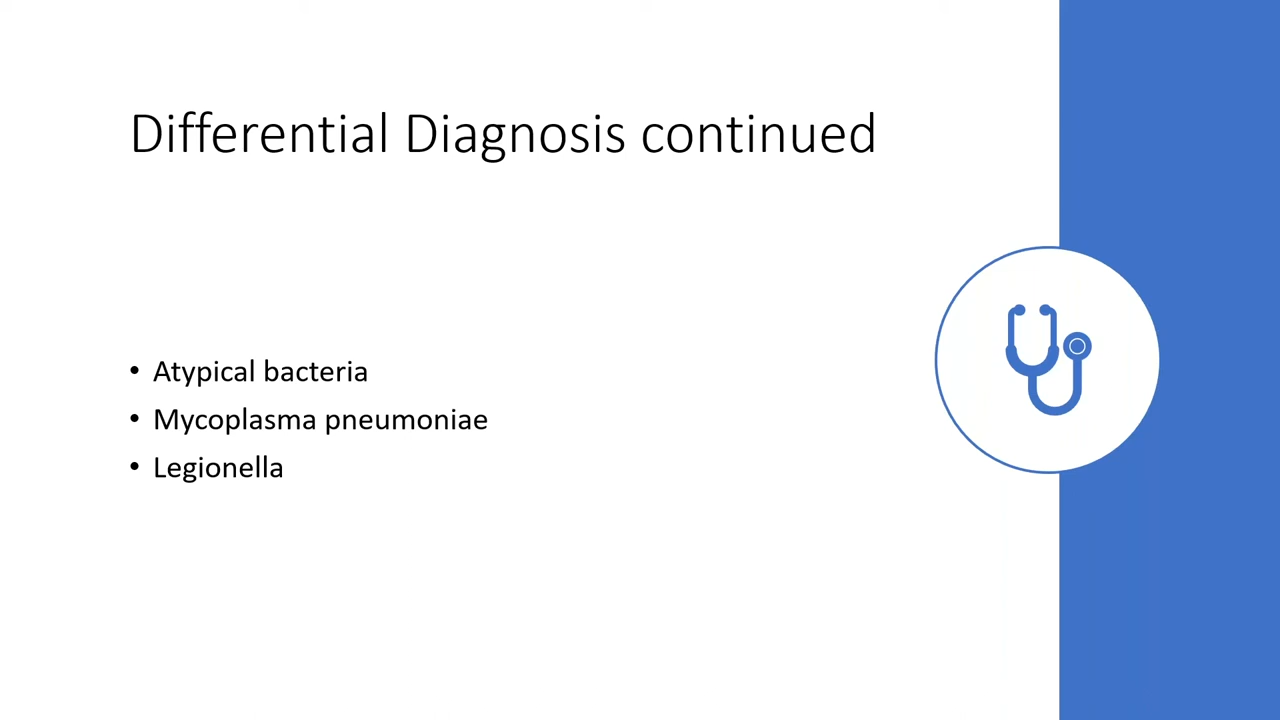 Differential Diagnosis continued
• Atypical bacteria
• Mycoplasma pneumoniae
• Legionella